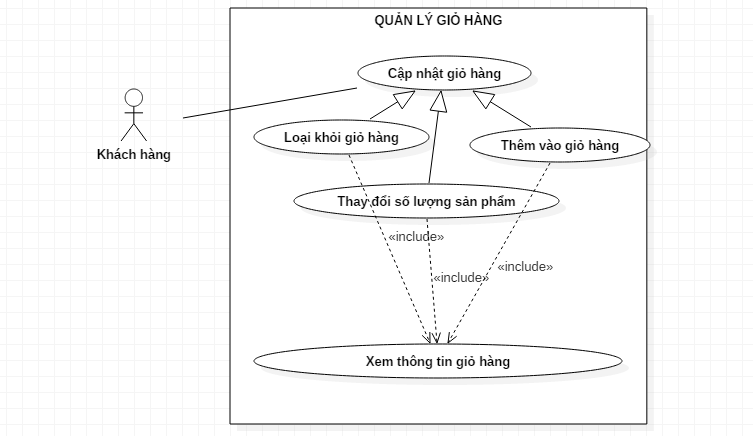 QUẢN LÝ GIỎ HÀNG
Cập nhật giỏ hàng
Loại khỏi giỏ hàng
Thêm vào giỏ hàng
Khách hàng
Thay đổi số lượng sản phẩm
«include»
«include»
«include»
Xem thông tin giỏ hàng